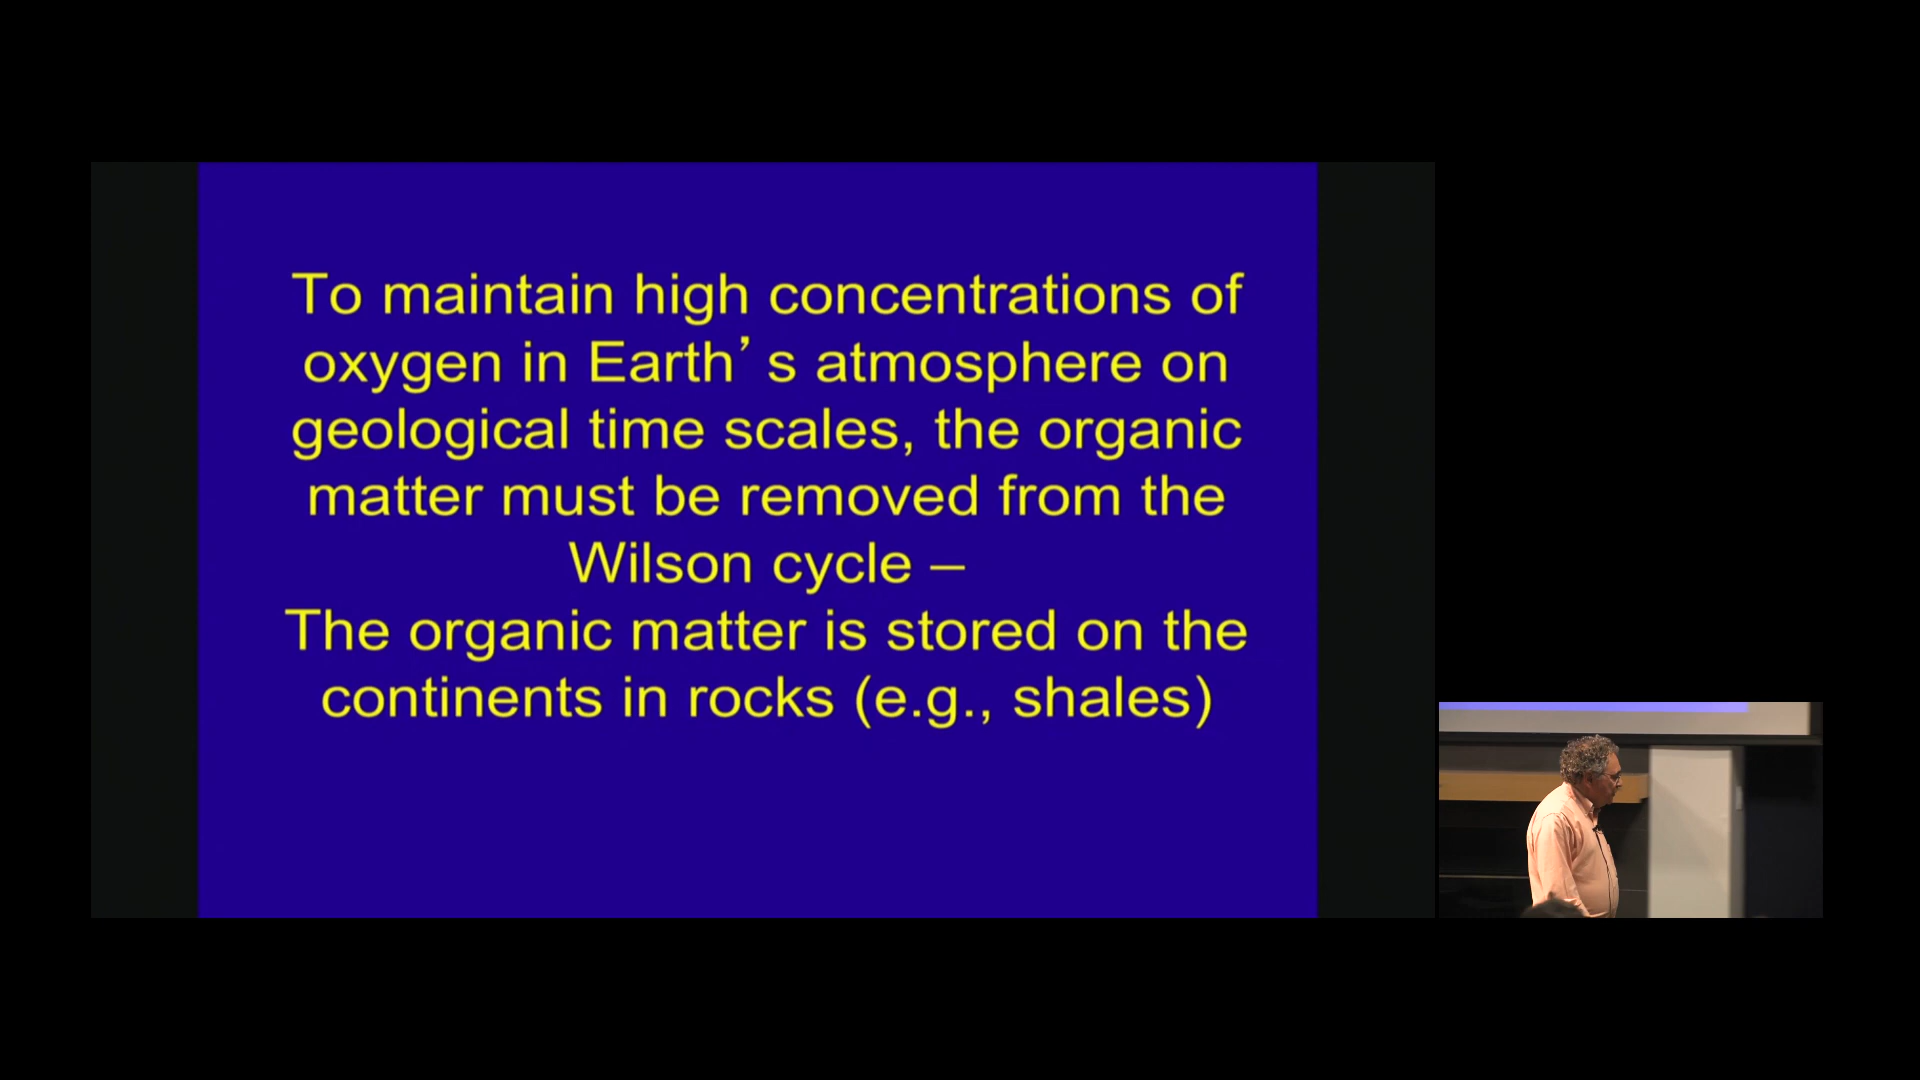 To maintain high concentrations of
oxygen in Earth’s atmosphere on
geological time scales, the organic
matter must be removed from the
Wilson cycle –
The organic matter is stored on the
continents in rocks (e.g., shales)